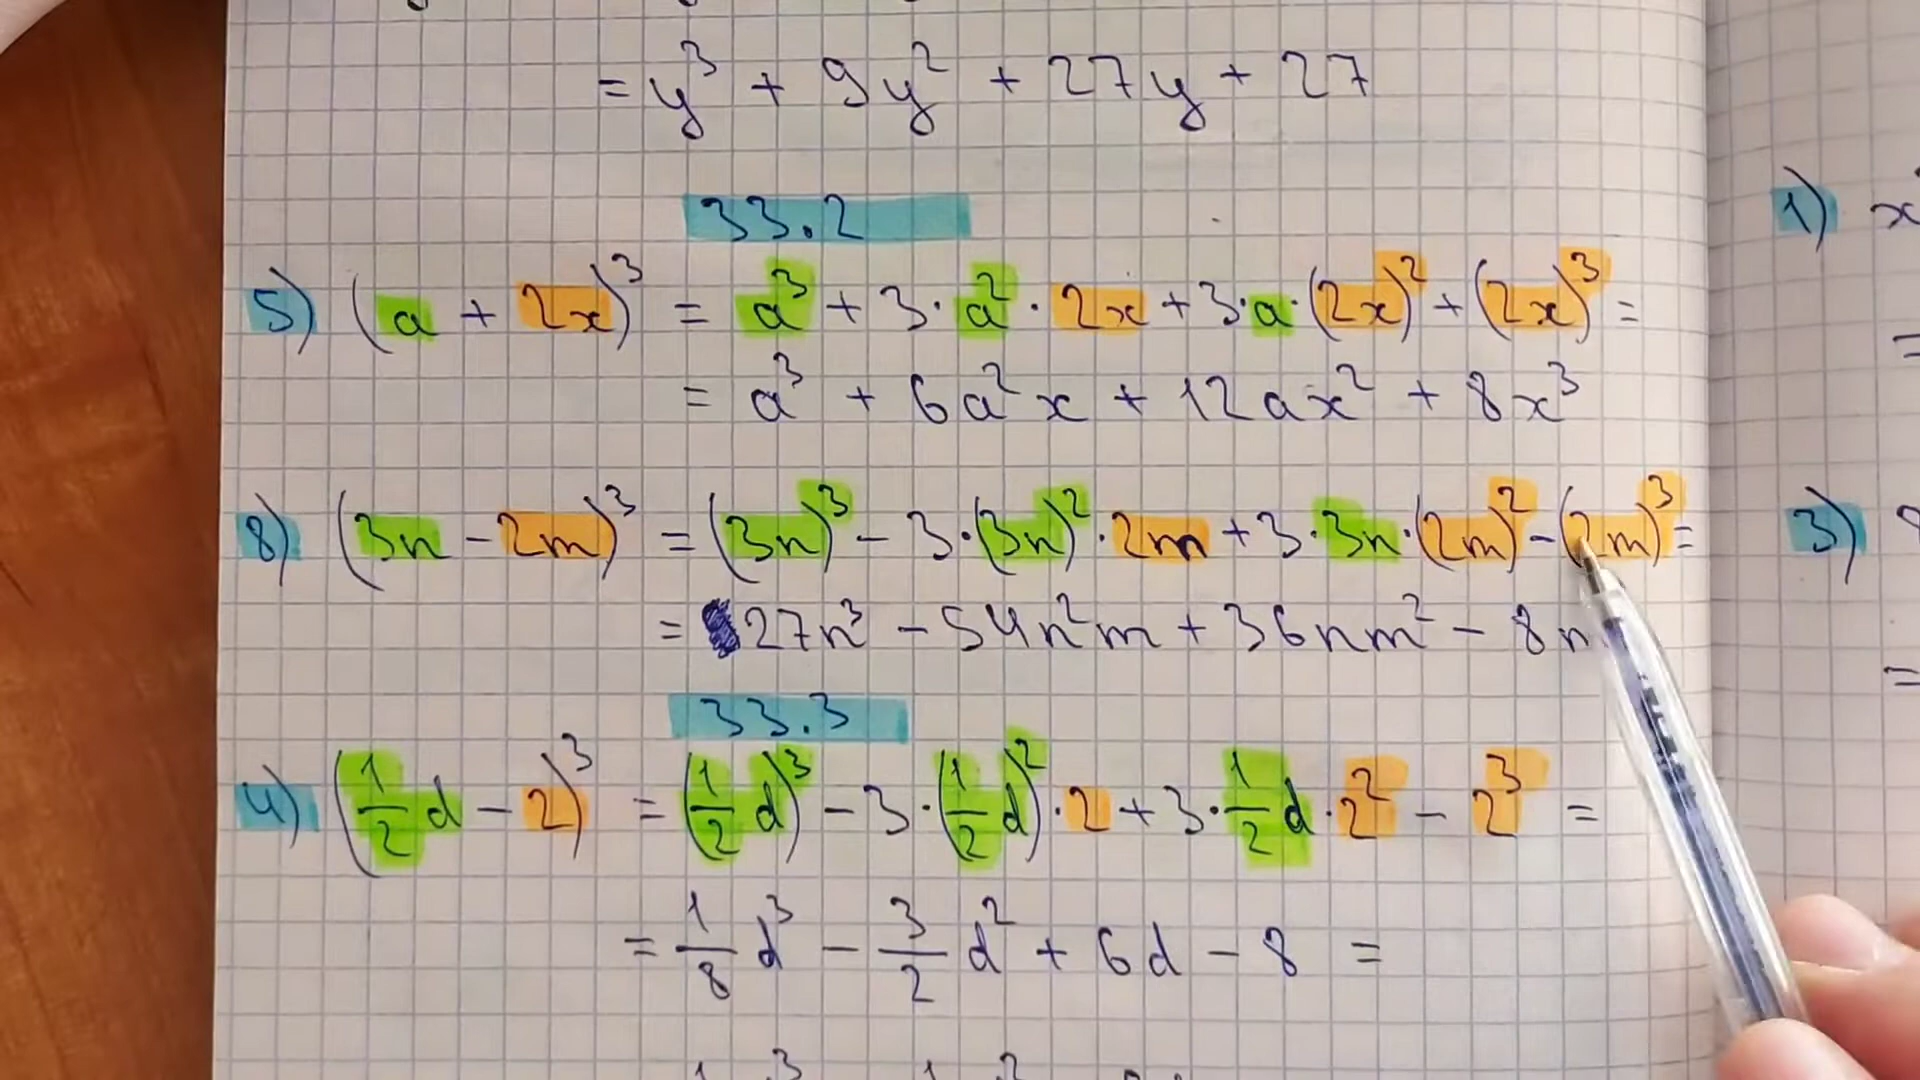 = y³ + 9y² + 27y + 27
33.2
5) (a + 2x)³ = a³ + 3·a²·2x + 3·a·(2x)² + (2x)³ =
= a³ + 6a²x + 12ax² + 8x³
8) (3n - 2m)³ = (3n)³ - 3·(3n)²·2m + 3·3n·(2m)² - (2m)³ =
= 27n³ - 54n²m + 36nm² - 8
33.3
4) (1/2 d - 2)³ = (1/2 d)³ - 3·(1/2 d)²·2 + 3·1/2 d·2² - 2³ =
= 1/8 d³ - 3/2 d² + 6d - 8 =
1) x
3)
=